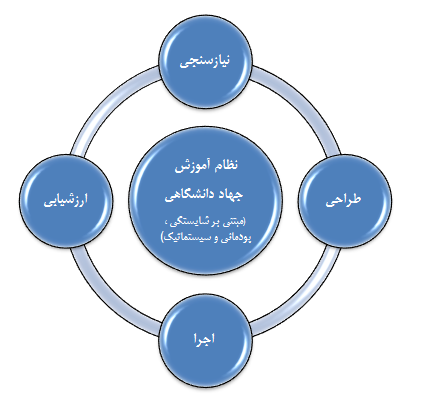 نیازسنجی
نظام آموزش
جهاد دانشگاهی
(مبتنی بر شایستگی ،
پودمانی و سیستماتیک)
طراحی
ارزشیابی
اجرا